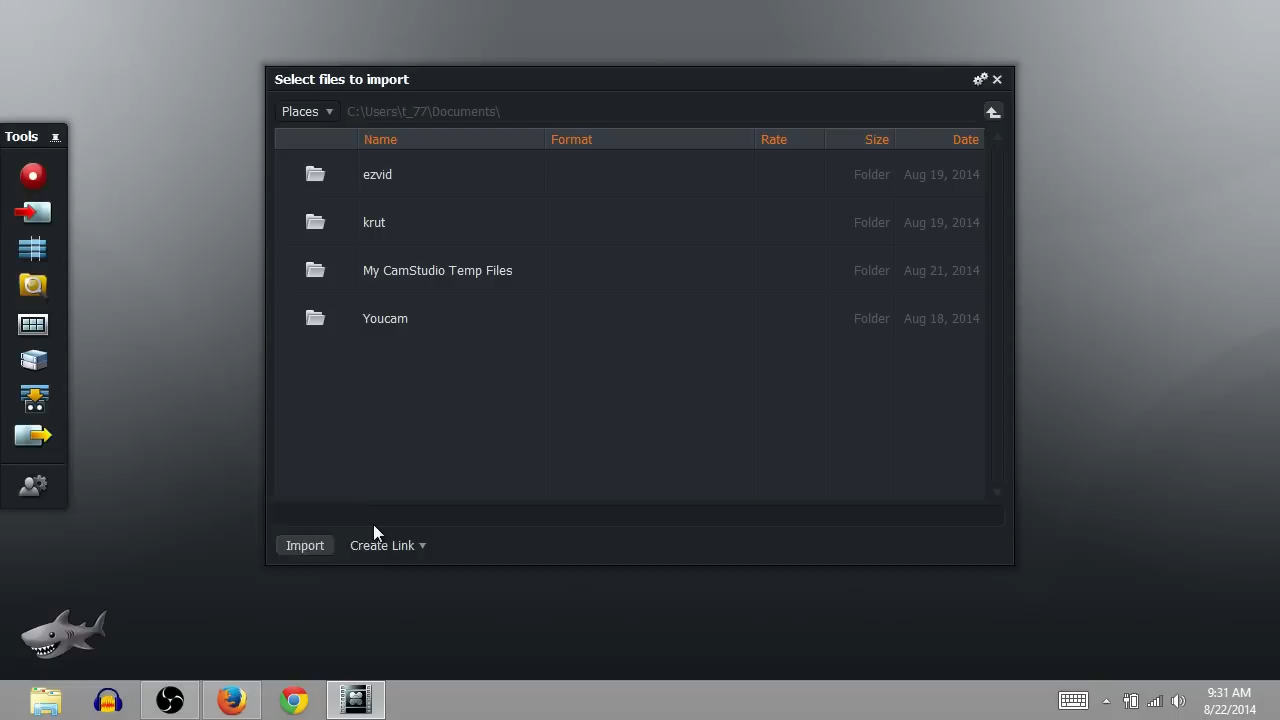 Select files to import
Places C:\Users\t_77\Documents\
Tools
Name Format Rate Size Date
ezvid Folder Aug 19, 2014
krut Folder Aug 19, 2014
My CamStudio Temp Files Folder Aug 21, 2014
Youcam Folder Aug 18, 2014
Import Create Link
9:31 AM
8/22/2014